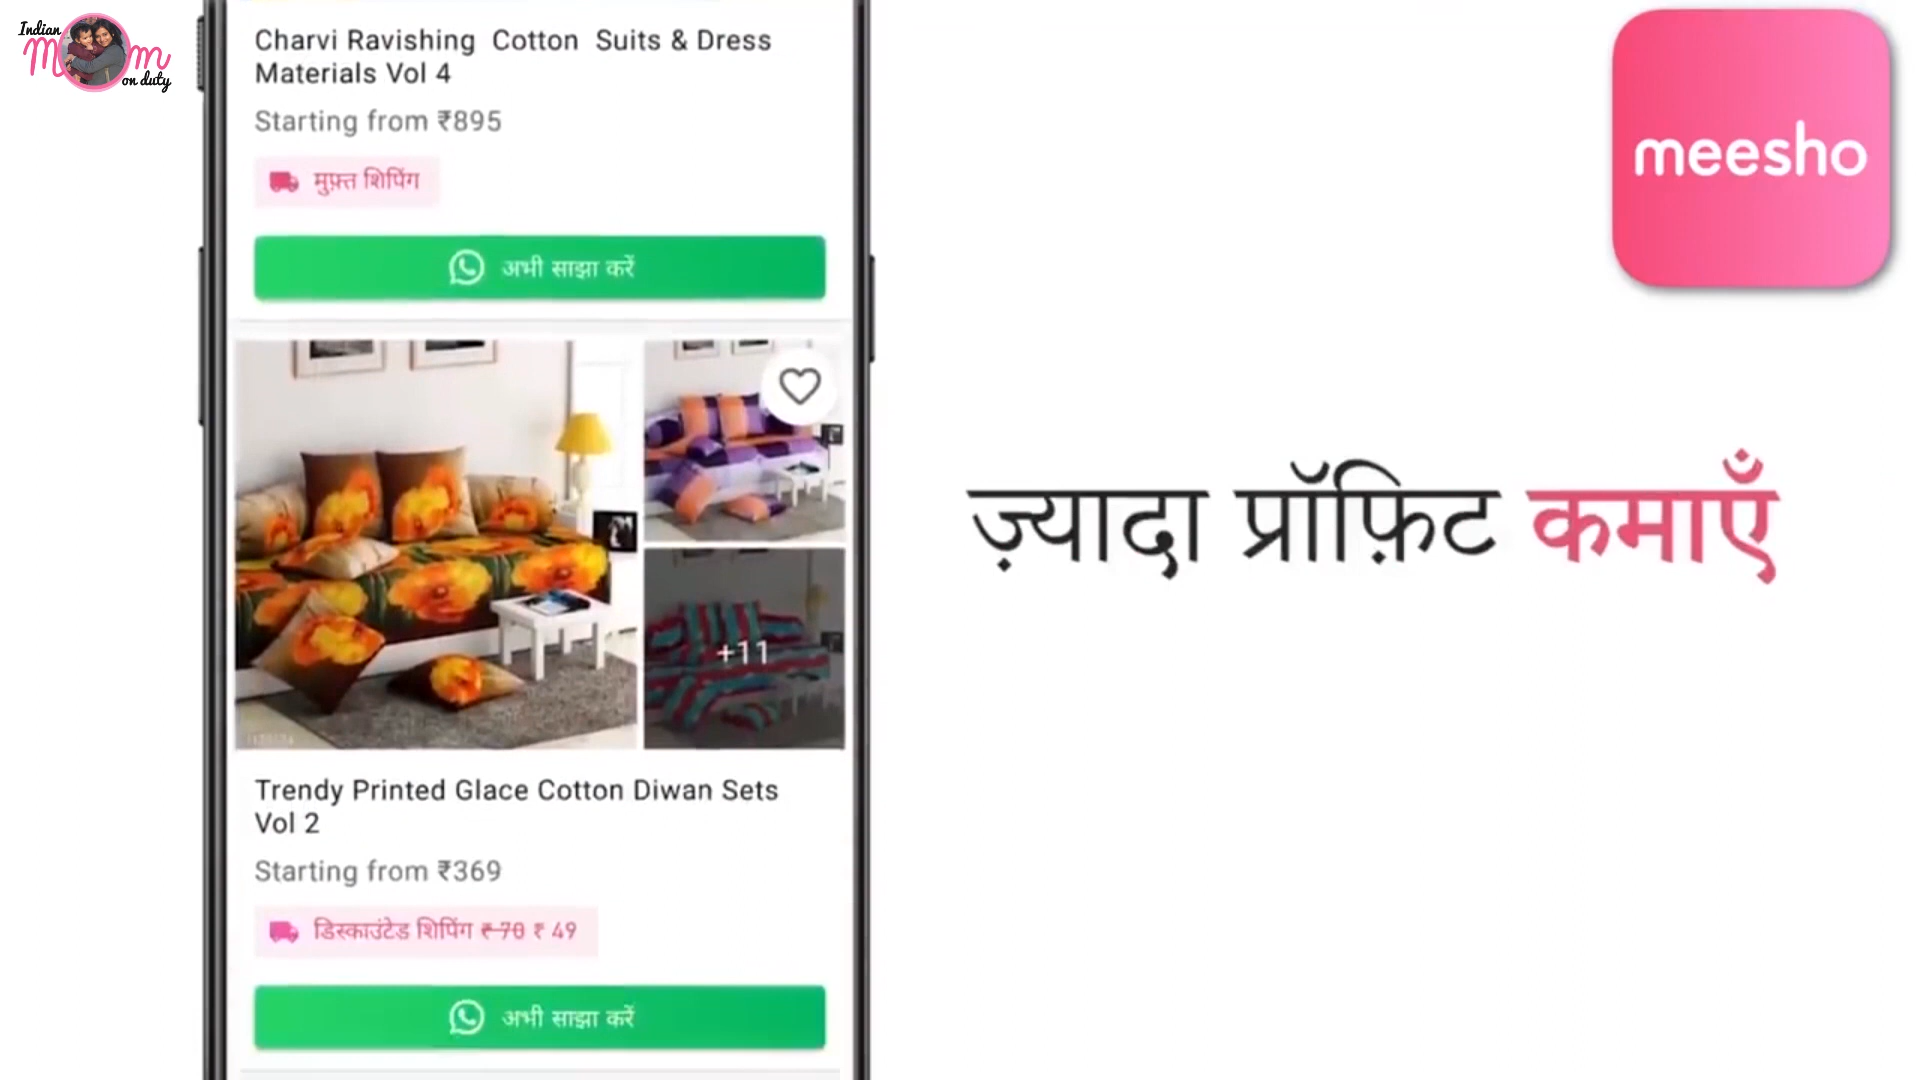 Indian
Mom
on duty
Charvi Ravishing Cotton Suits & Dress
Materials Vol 4
Starting from ₹895
मुफ़्त शिपिंग
अभी साझा करें
+11
Trendy Printed Glace Cotton Diwan Sets
Vol 2
Starting from ₹369
डिस्काउंटेड शिपिंग ₹ 70 ₹ 49
अभी साझा करें
meesho
ज़्यादा प्रॉफ़िट कमाएँ